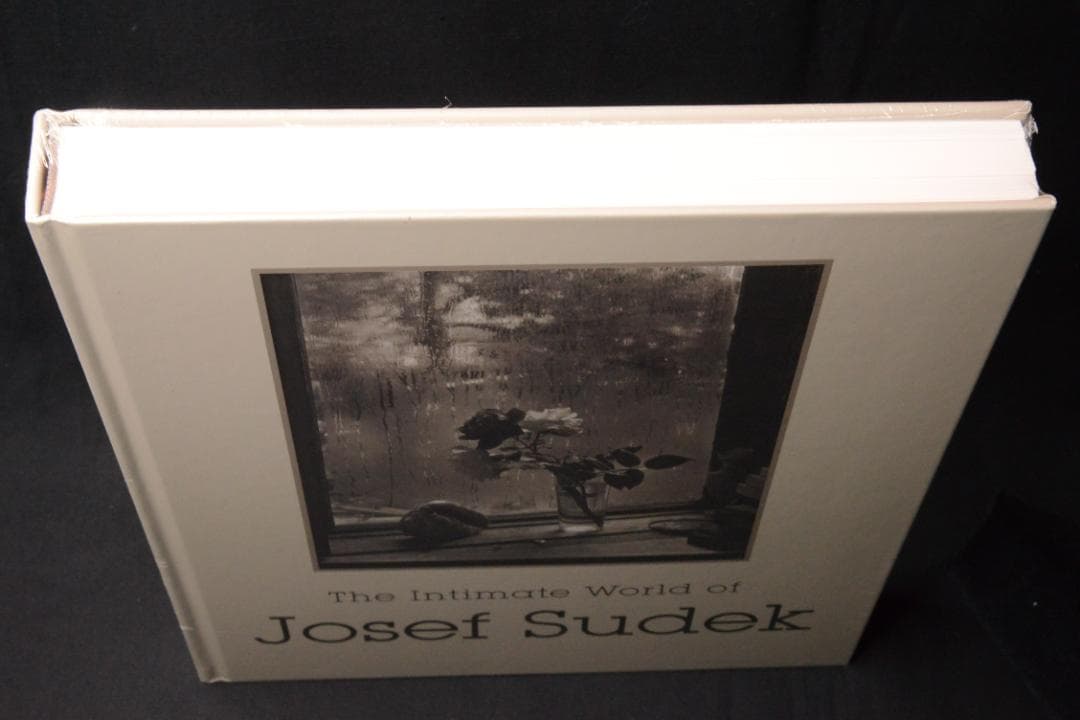 The Intimate World of
Josef Sudek